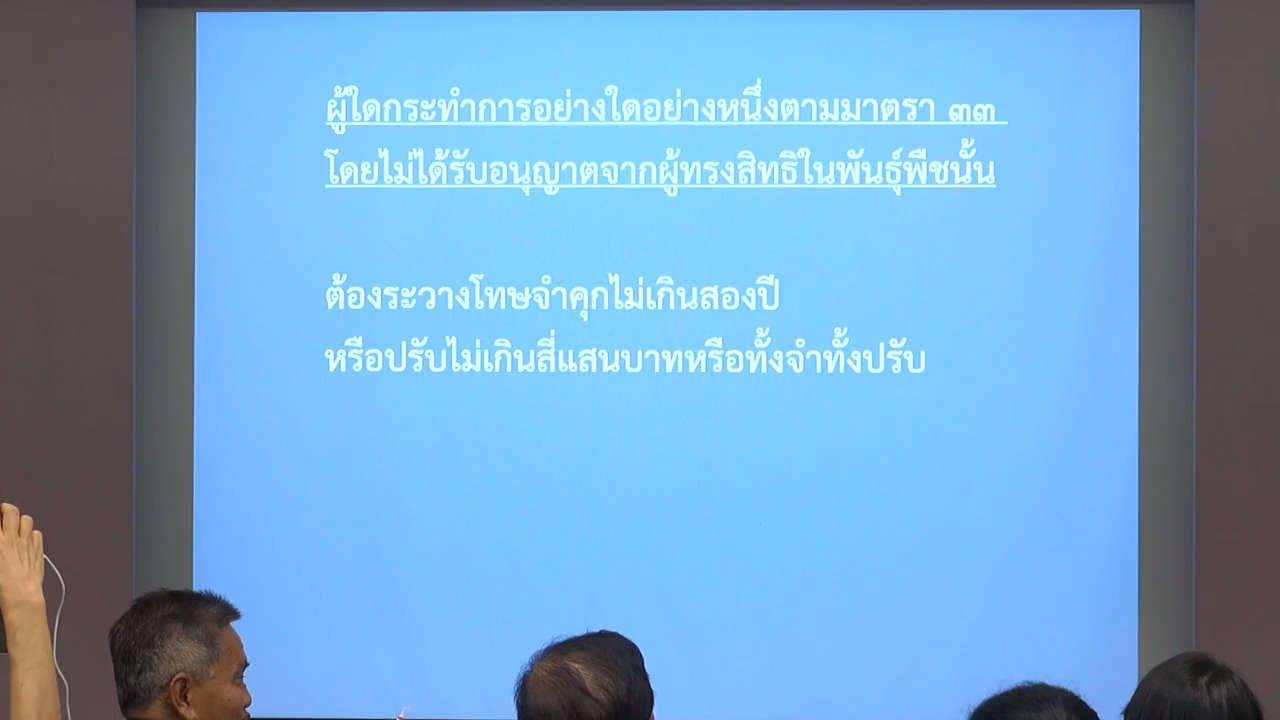 ผู้ใดกระทำการอย่างใดอย่างหนึ่งตามมาตรา ๓๓
โดยไม่ได้รับอนุญาตจากผู้ทรงสิทธิในพันธุ์พืชนั้น
ต้องระวางโทษจำคุกไม่เกินสองปี
หรือปรับไม่เกินสี่แสนบาทหรือทั้งจำทั้งปรับ